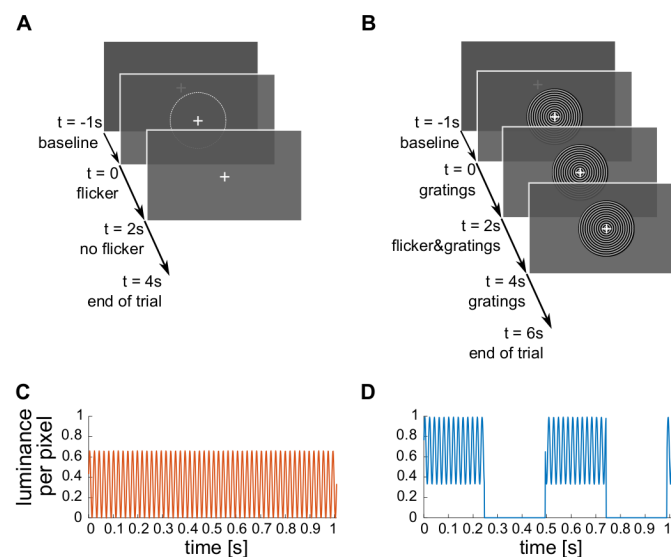 A
t = -1s
baseline
t = 0
flicker
t = 2s
no flicker
t = 4s
end of trial
B
t = -1s
baseline
t = 0
gratings
t = 2s
flicker&gratings
t = 4s
gratings
t = 6s
end of trial
C
luminance
per pixel
1
0.8
0.6
0.4
0.2
0
0 0.1 0.2 0.3 0.4 0.5 0.6 0.7 0.8 0.9 1
time [s]
D
1
0.8
0.6
0.4
0.2
0
0 0.1 0.2 0.3 0.4 0.5 0.6 0.7 0.8 0.9 1
time [s]